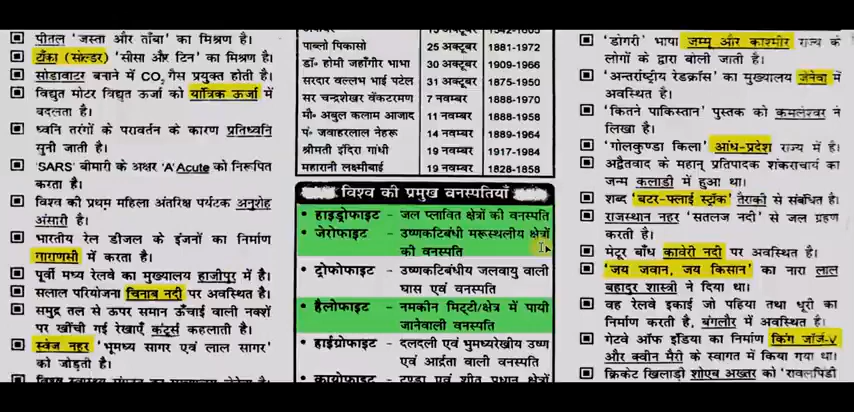 पीतल 'जस्ता और ताँबा' का मिश्रण है।
टाँका (सोल्डर) 'सीसा और टिन' का मिश्रण है।
सोडावाटर बनाने में CO₂ गैस प्रयुक्त होती है।
विद्युत मोटर विद्युत ऊर्जा को यांत्रिक ऊर्जा में
बदलता है।
ध्वनि तरंगों के परावर्तन के कारण प्रतिध्वनि
सुनी जाती है।
'SARS' बीमारी के अक्षर 'A' Acute को निरूपित
करता है।
विश्व की प्रथम महिला अंतरिक्ष पर्यटक अनुशेह
अंसारी है।
भारतीय रेल डीजल के इंजनों का निर्माण
गाराणसी में करता है।
पूर्वी मध्य रेलवे का मुख्यालय हाजीपुर में है।
सलाल परियोजना चिनाब नदी पर अवस्थित है।
समुद्र तल से ऊपर समान ऊँचाई वाली नक्शे
पर खींची गई रेखाएँ कंटूर्स कहलाती है।
स्वेज नहर 'भूमध्य सागर एवं लाल सागर'
को जोड़ती है।
15 अक्टूबर 1542-1605
पाब्लो पिकासो 25 अक्टूबर 1881-1972
डॉ॰ होमी जहाँगीर भाभा 30 अक्टूबर 1909-1966
सरदार वल्लभ भाई पटेल 31 अक्टूबर 1875-1950
सर चन्द्रशेखर वेंकटरमण 7 नवम्बर 1888-1970
मौ॰ अबुल कलाम आजाद 11 नवम्बर 1888-1958
पं॰ जवाहरलाल नेहरू 14 नवम्बर 1889-1964
श्रीमती इंदिरा गांधी 19 नवम्बर 1917-1984
महारानी लक्ष्मीबाई 19 नवम्बर 1828-1858
विश्व की प्रमुख वनस्पतियाँ
• हाइड्रोफाइट - जल प्लावित क्षेत्रों की वनस्पति
• जेरोफाइट - उष्णकटिबंधी मरूस्थलीय क्षेत्रों
की वनस्पति
• ट्रोफोफाइट - उष्णकटिबंधीय जलवायु वाली
घास एवं वनस्पति
• हैलोफाइट - नमकीन मिट्टी/क्षेत्र में पायी
जानेवाली वनस्पति
• हाईग्रोफाइट - दलदली एवं घुमध्यरेखीय उष्ण
एवं आर्द्रता वाली वनस्पति
• कायोफाइट - टुण्ड्रा एवं शीत प्रधान क्षेत्रों
'डोगरी' भाषा जम्मू और काश्मीर राज्य के
लोगों के द्वारा बोली जाती है।
'अन्तर्राष्ट्रीय रेडक्रॉस' का मुख्यालय जेनेवा में
अवस्थित है।
'कितने पाकिस्तान' पुस्तक को कमलेश्वर ने
लिखा है।
'गोलकुण्डा किला' आंध-प्रदेश राज्य में है।
अद्वैतवाद के महान् प्रतिपादक शंकराचार्य का
जन्म कलाडी में हुआ था।
शब्द 'बटर-फ्लाई स्ट्रॉक' तैराकी से संबंधित है।
राजस्थान नहर 'सतलज नदी' से जल ग्रहण
करती है।
मेटूर बाँध कावेरी नदी पर अवस्थित है।
'जय जवान, जय किसान' का नारा लाल
बहादुर शास्त्री ने दिया था।
वह रेलवे इकाई जो पहिया तथा धूरी का
निर्माण करती है, बंगलौर में अवस्थित है।
गेटवे ऑफ इंडिया का निर्माण किंग जॉर्ज-V
और क्वीन मैरी के स्वागत में किया गया था।
क्रिकेट खिलाड़ी शोएब अख्तर को 'रावलपिंडी